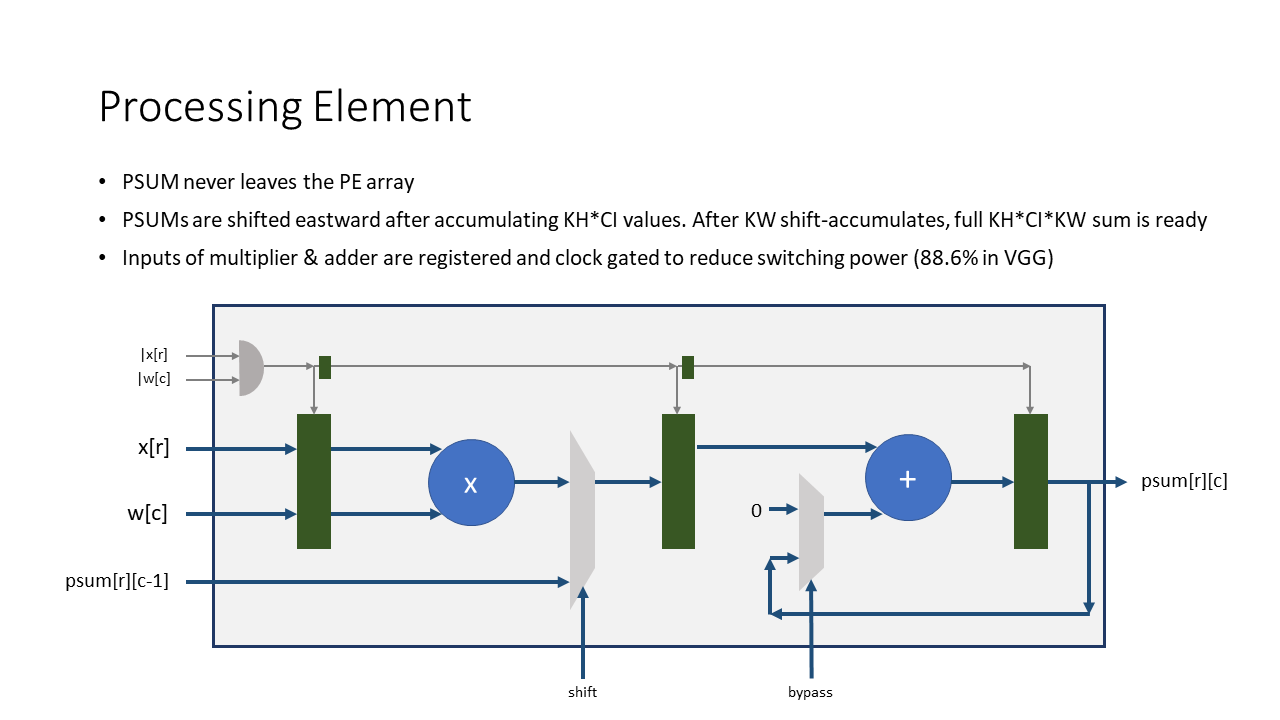 Processing Element
• PSUM never leaves the PE array
• PSUMs are shifted eastward after accumulating KH*CI values. After KW shift-accumulates, full KH*CI*KW sum is ready
• Inputs of multiplier & adder are registered and clock gated to reduce switching power (88.6% in VGG)
|x[r]
|w[c]
x[r]
x
+
psum[r][c]
0
w[c]
psum[r][c-1]
shift
bypass